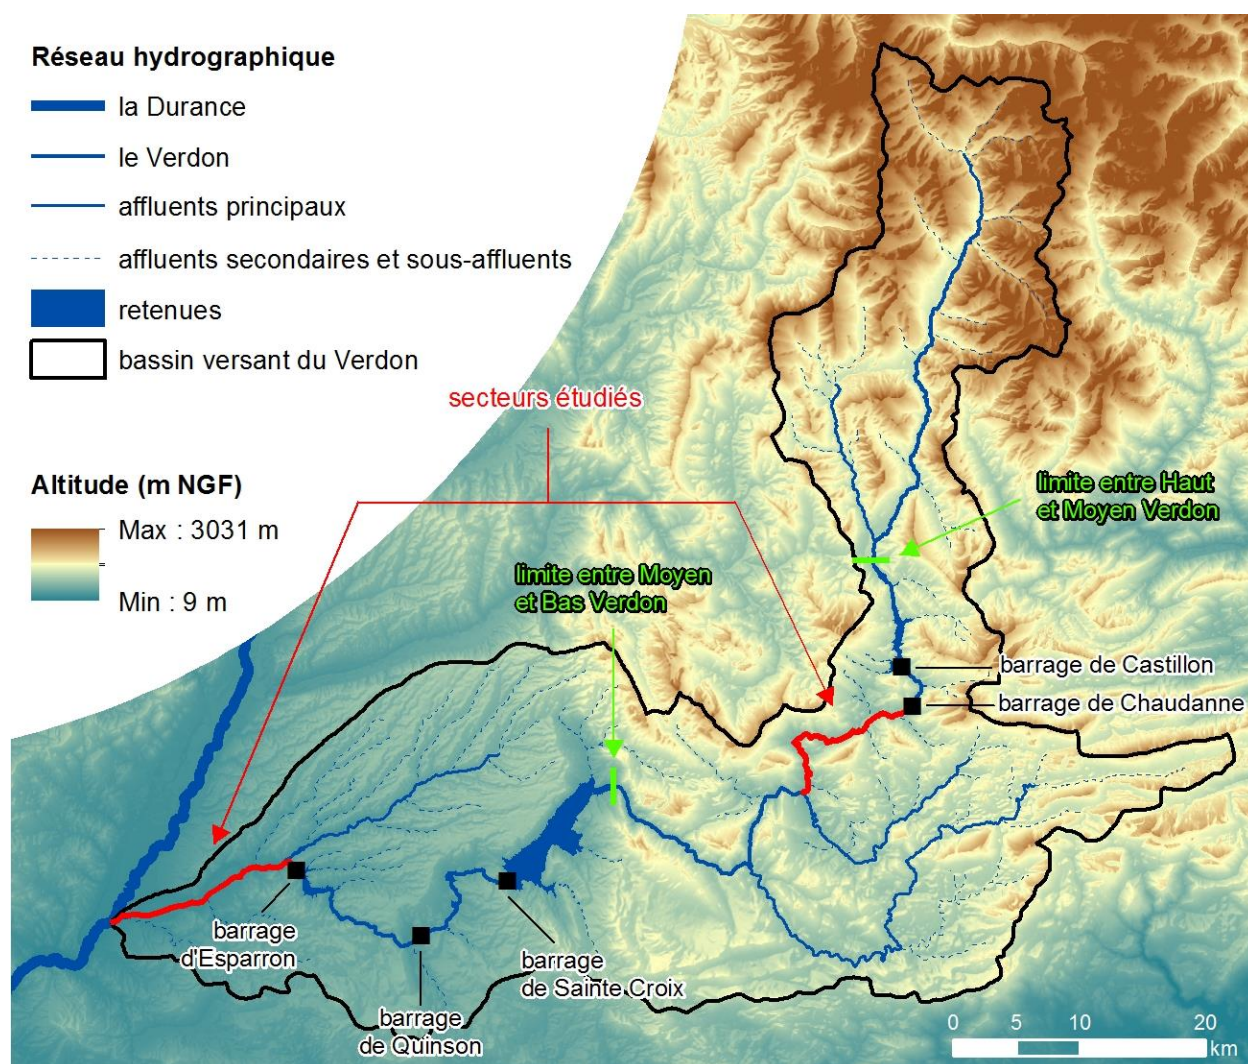 Réseau hydrographique
la Durance
le Verdon
affluents principaux
affluents secondaires et sous-affluents
retenues
bassin versant du Verdon
secteurs étudiés
Altitude (m NGF)
Max : 3031 m
Min : 9 m
limite entre Haut
et Moyen Verdon
limite entre Moyen
et Bas Verdon
barrage de Castillon
barrage de Chaudanne
barrage
d'Esparron
barrage
de Sainte Croix
barrage
de Quinson
0 5 10 20
km